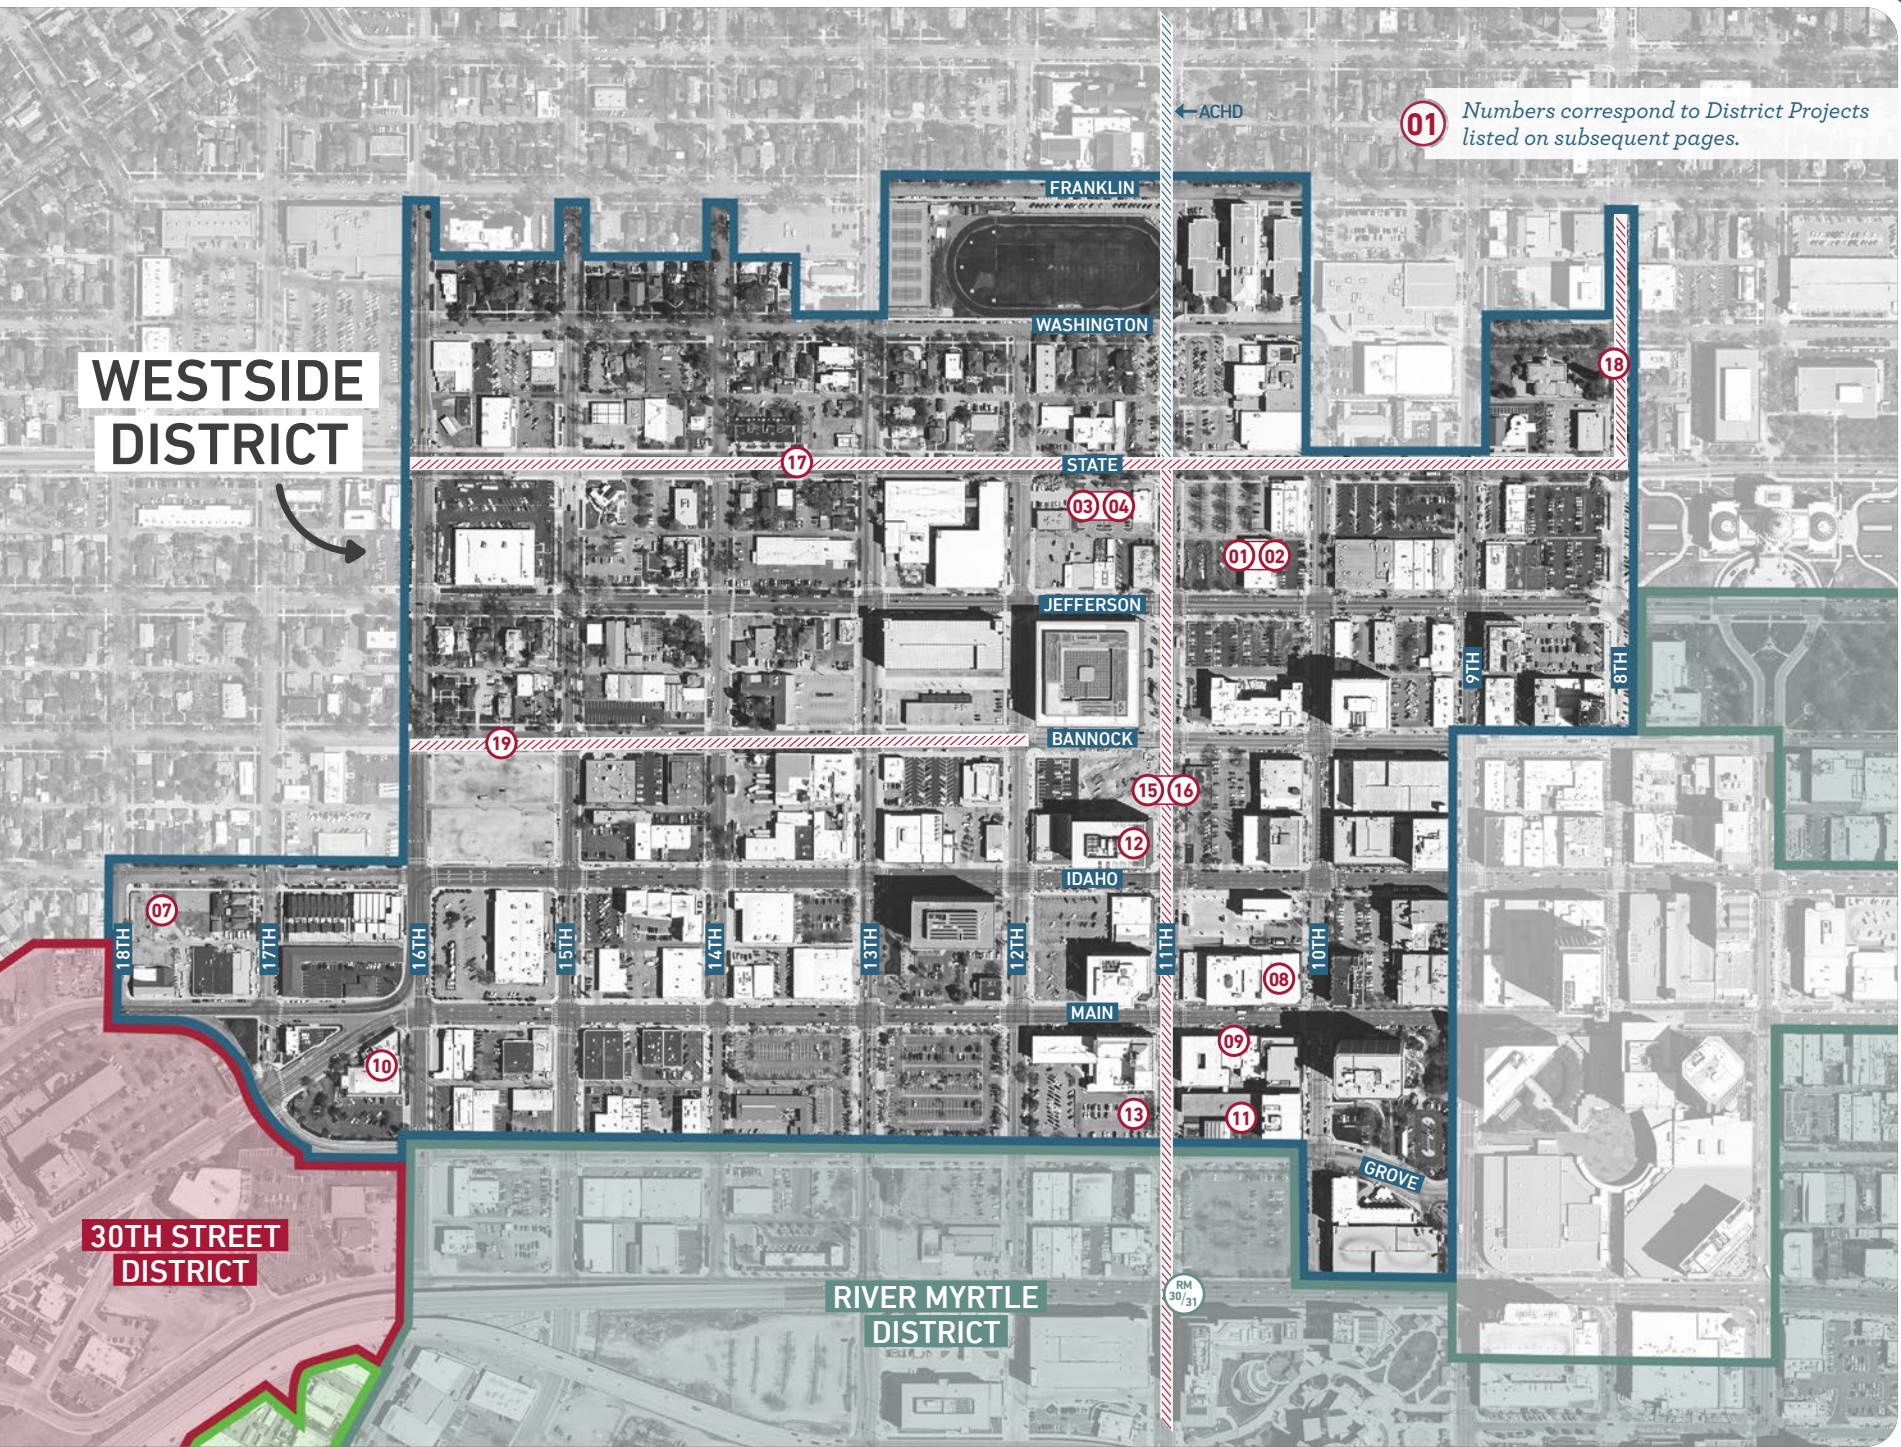 ←ACHD
01
Numbers correspond to District Projects
listed on subsequent pages.
FRANKLIN
WASHINGTON
WESTSIDE
DISTRICT
18
17
STATE
03 04
01 02
JEFFERSON
9TH
8TH
19
BANNOCK
15 16
12
IDAHO
07
18TH
17TH
16TH
15TH
14TH
13TH
12TH
11TH
10TH
08
MAIN
09
10
13
11
GROVE
30TH STREET
DISTRICT
RIVER MYRTLE
DISTRICT
RM
30/31